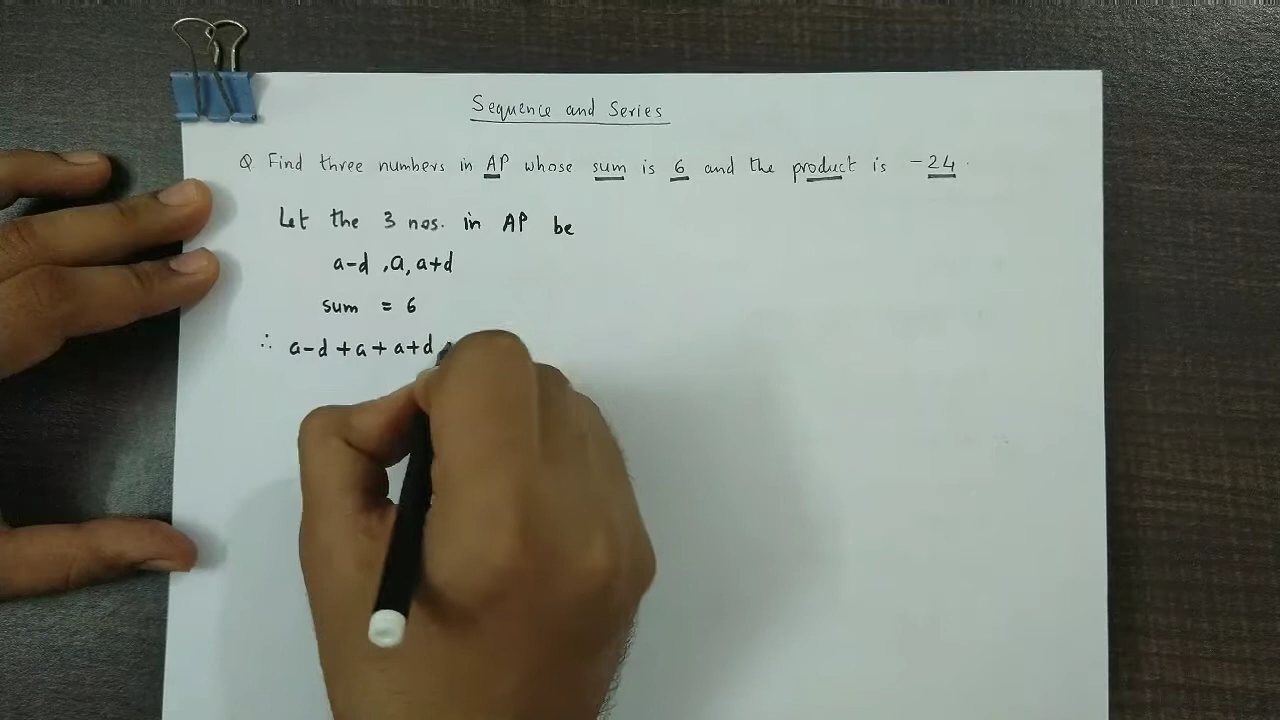 Sequence and Series
Q Find three numbers in AP whose sum is 6 and the product is -24.
Let the 3 nos. in AP be
a-d, a, a+d
sum = 6
∴ a-d + a + a+d